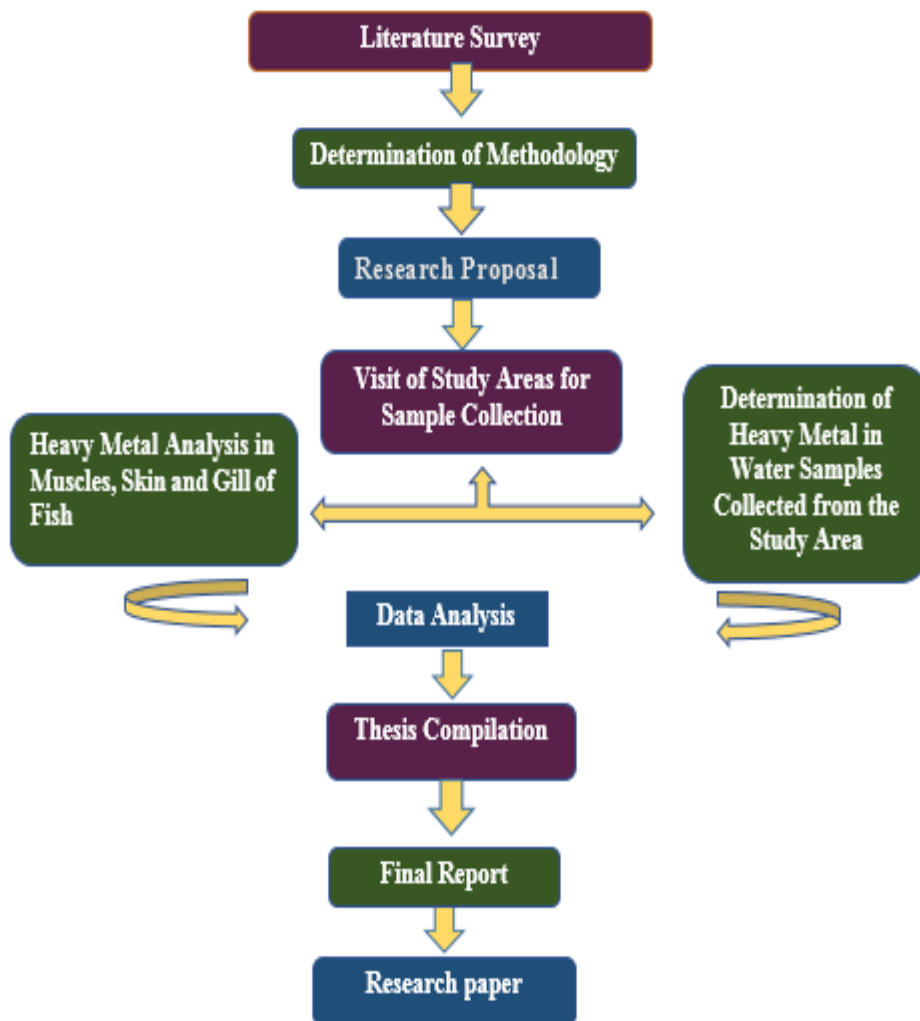 Literature Survey
Determination of Methodology
Research Proposal
Visit of Study Areas for
Sample Collection
Heavy Metal Analysis in
Muscles, Skin and Gill of
Fish
Determination of
Heavy Metal in
Water Samples
Collected from the
Study Area
Data Analysis
Thesis Compilation
Final Report
Research paper